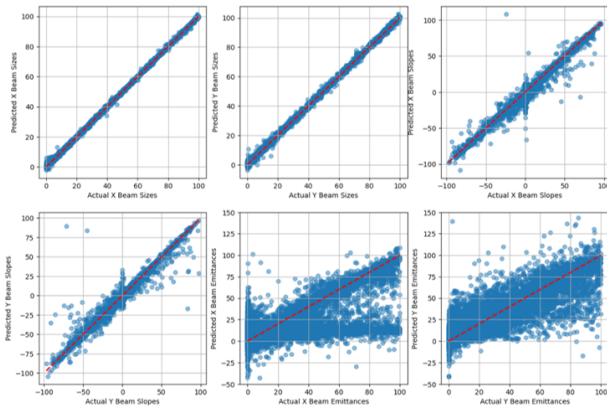 100
80
60
40
20
0
Predicted X Beam Sizes
0 20 40 60 80 100
Actual X Beam Sizes
100
80
60
40
20
0
Predicted Y Beam Sizes
0 20 40 60 80 100
Actual Y Beam Sizes
100
50
0
-50
-100
Predicted X Beam Slopes
-100 -50 0 50 100
Actual X Beam Slopes
100
75
50
25
0
-25
-50
-75
-100
Predicted Y Beam Slopes
-100 -50 0 50 100
Actual Y Beam Slopes
150
125
100
75
50
25
0
-25
-50
Predicted X Beam Emittances
0 20 40 60 80 100
Actual X Beam Emittances
150
125
100
75
50
25
0
-25
-50
Predicted Y Beam Emittances
0 20 40 60 80 100
Actual Y Beam Emittances